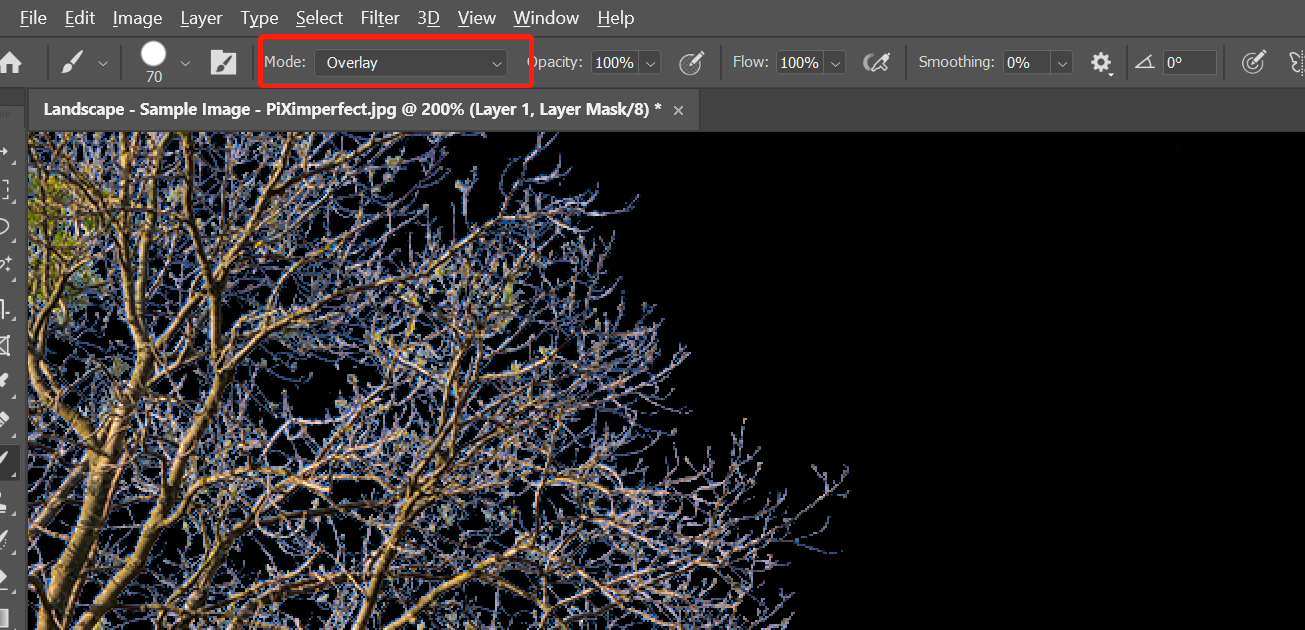 File Edit Image Layer Type Select Filter 3D View Window Help
70 Mode: Overlay Opacity: 100% Flow: 100% Smoothing: 0% 0°
Landscape - Sample Image - PiXimperfect.jpg @ 200% (Layer 1, Layer Mask/8) * ×